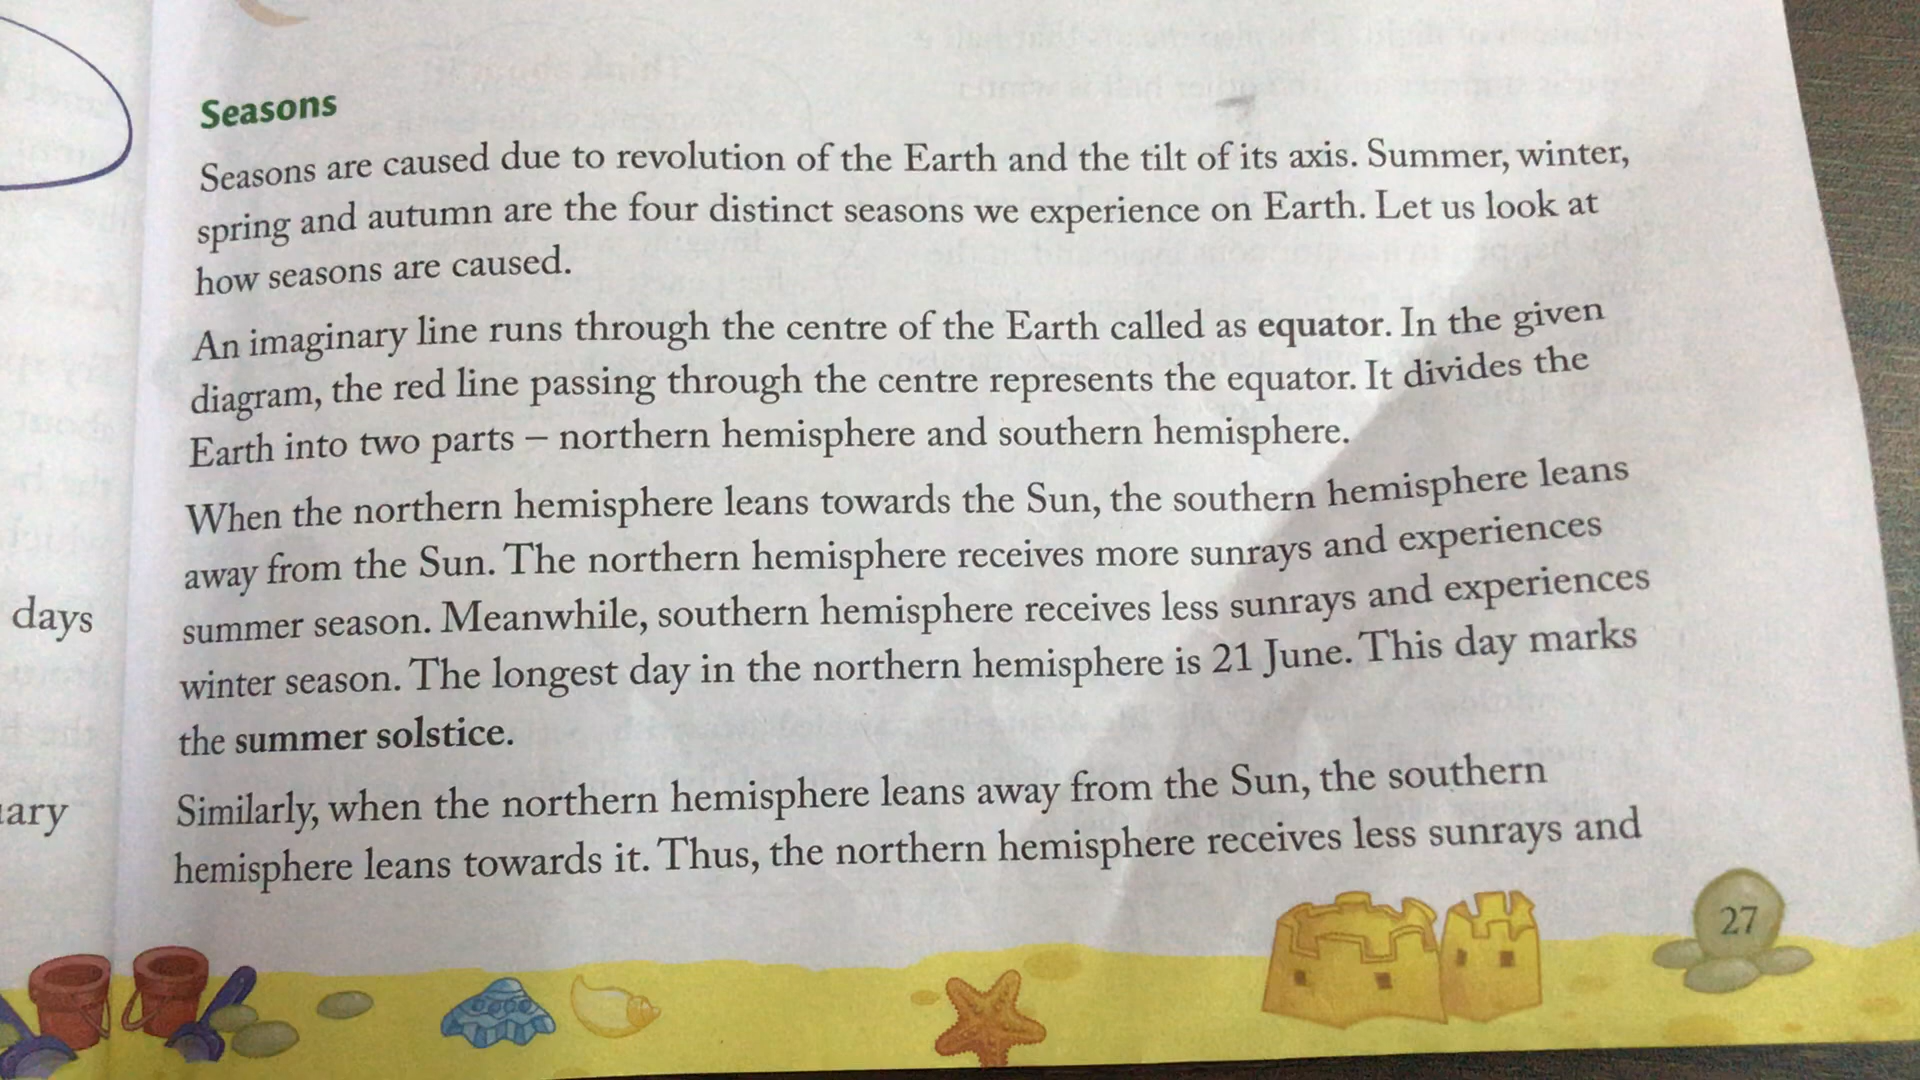 Seasons
Seasons are caused due to revolution of the Earth and the tilt of its axis. Summer, winter,
spring and autumn are the four distinct seasons we experience on Earth. Let us look at
how seasons are caused.
An imaginary line runs through the centre of the Earth called as equator. In the given
diagram, the red line passing through the centre represents the equator. It divides the
Earth into two parts – northern hemisphere and southern hemisphere.
When the northern hemisphere leans towards the Sun, the southern hemisphere leans
away from the Sun. The northern hemisphere receives more sunrays and experiences
summer season. Meanwhile, southern hemisphere receives less sunrays and experiences
winter season. The longest day in the northern hemisphere is 21 June. This day marks
the summer solstice.
Similarly, when the northern hemisphere leans away from the Sun, the southern
hemisphere leans towards it. Thus, the northern hemisphere receives less sunrays and
27
days